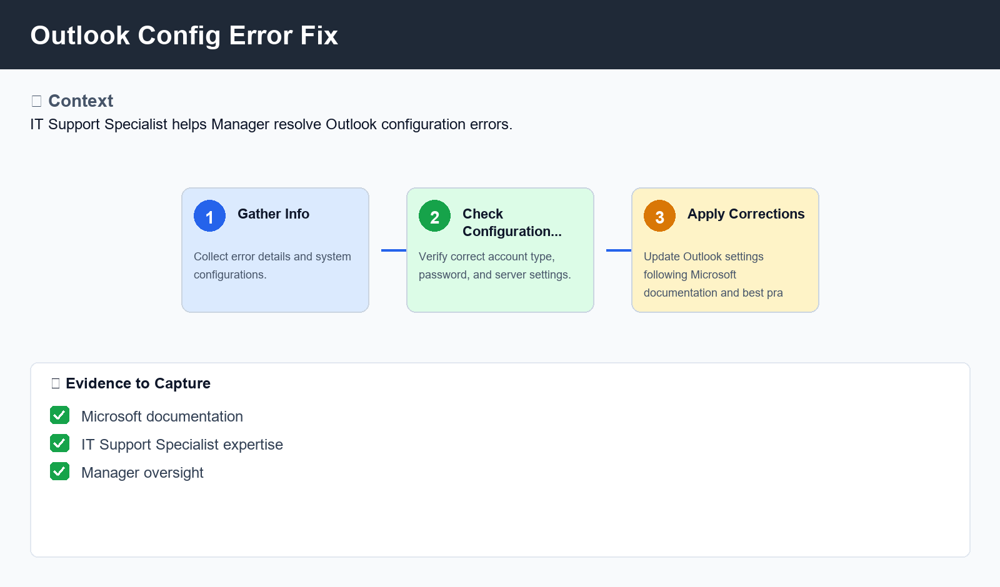 Outlook Config Error Fix
Context
IT Support Specialist helps Manager resolve Outlook configuration errors.
1
Gather Info
Collect error details and system
configurations.
2
Check
Configuration...
Verify correct account type,
password, and server settings.
3
Apply Corrections
Update Outlook settings
following Microsoft
documentation and best pra
Evidence to Capture
Microsoft documentation
IT Support Specialist expertise
Manager oversight